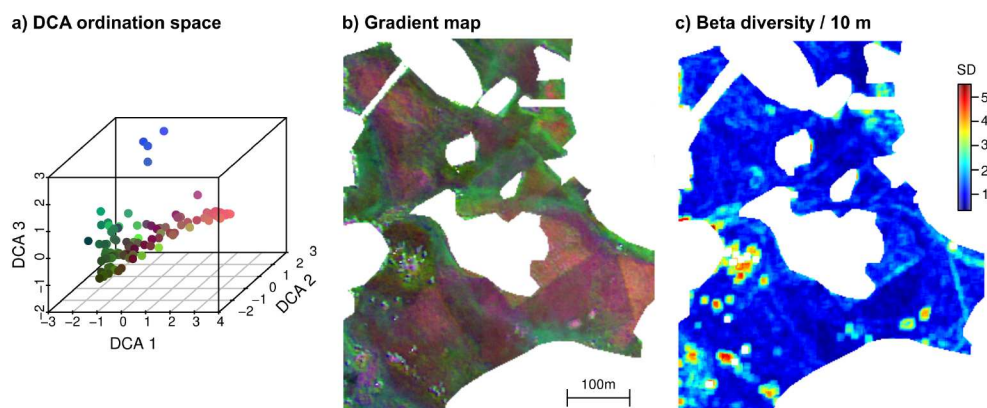 a) DCA ordination space
b) Gradient map
c) Beta diversity / 10 m
SD
5
4
3
2
1
3
2
1
0
−1
−2
DCA 3
−3 −2 −1 0 1 2 3 4
DCA 1
−2
−1
0
1
2
3
DCA 2
100m